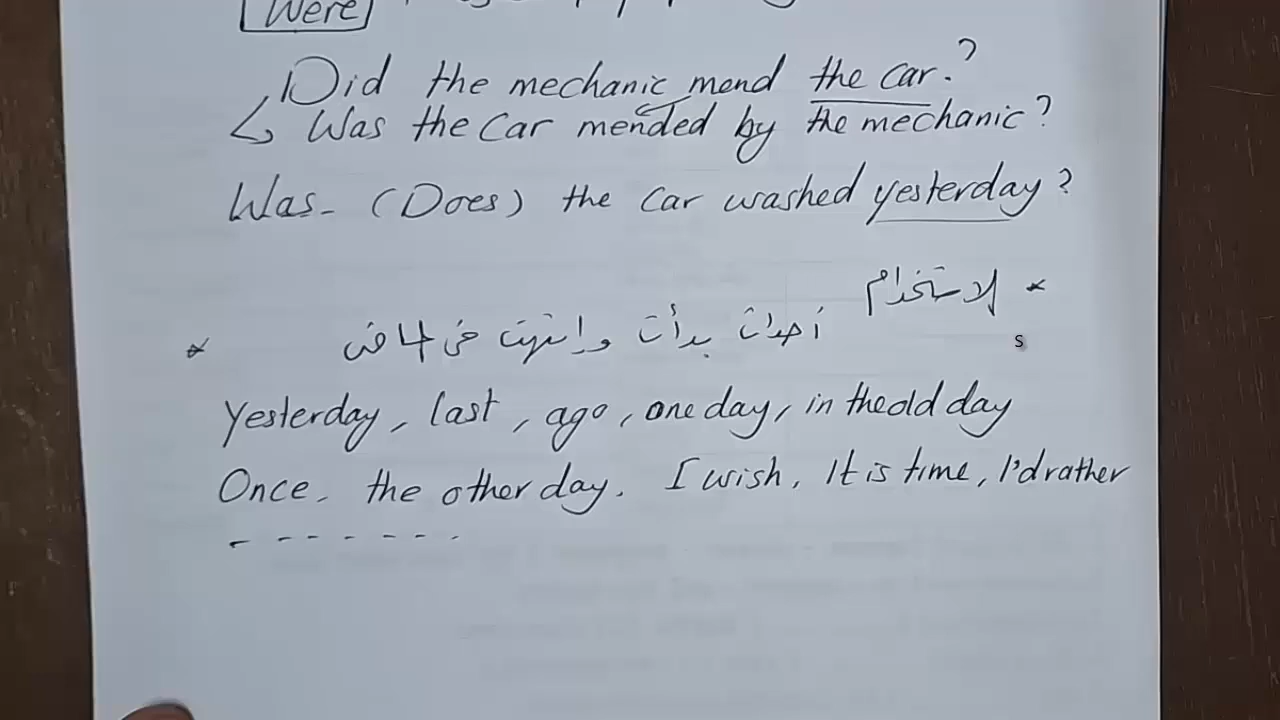 Were
Did the mechanic mend the car.?
↳ Was the car mended by the mechanic?
Was - (Does) the car washed yesterday?
* الاستخدام
أحداث بدأت وانتهت فى الماضى *
s
Yesterday, last, ago, one day, in the old day
Once. the other day. I wish. It is time, I'd rather
- - - - - - -